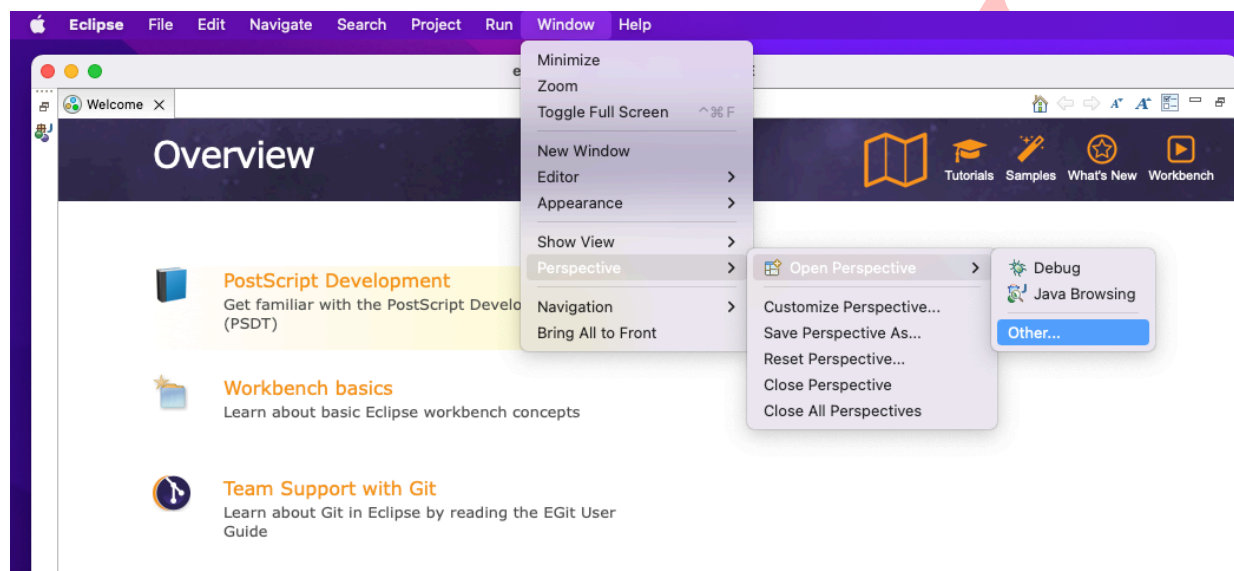 Eclipse File Edit Navigate Search Project Run Window Help
Welcome
Overview
Tutorials Samples What's New Workbench
PostScript Development
Get familiar with the PostScript
(PSDT)
Workbench basics
Learn about basic Eclipse workbench concepts
Team Support with Git
Learn about Git in Eclipse by reading the EGit User
Guide
Minimize
Zoom
Toggle Full Screen ^⌘F
New Window
Editor
Appearance
Show View
Perspective
Navigation
Bring All to Front
Open Perspective
Customize Perspective...
Save Perspective As...
Reset Perspective...
Close Perspective
Close All Perspectives
Debug
Java Browsing
Other...